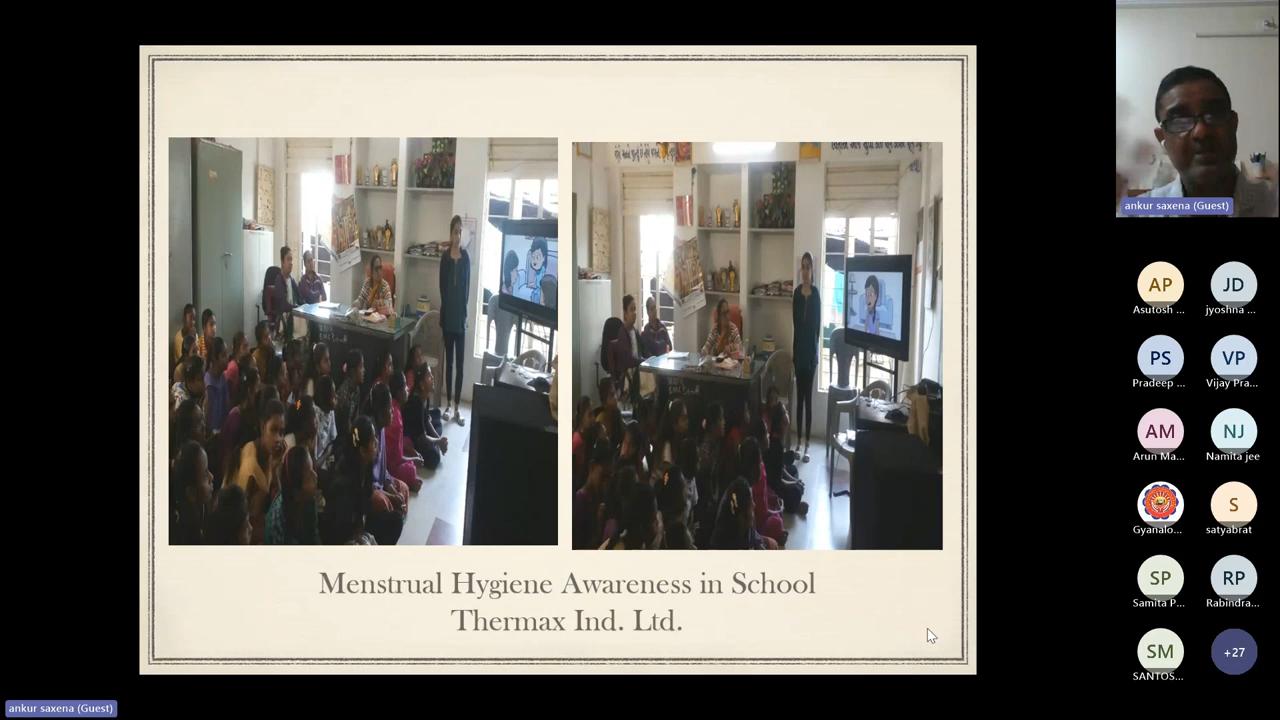 Menstrual Hygiene Awareness in School
Thermax Ind. Ltd.
ankur saxena (Guest)
AP
Asutosh ...
JD
jyoshna ...
PS
Pradeep ...
VP
Vijay Pra...
AM
Arun Ma...
NJ
Namita jee
Gyanalo...
S
satyabrat
SP
Samita P...
RP
Rabindra...
SM
SANTOS...
+27
ankur saxena (Guest)